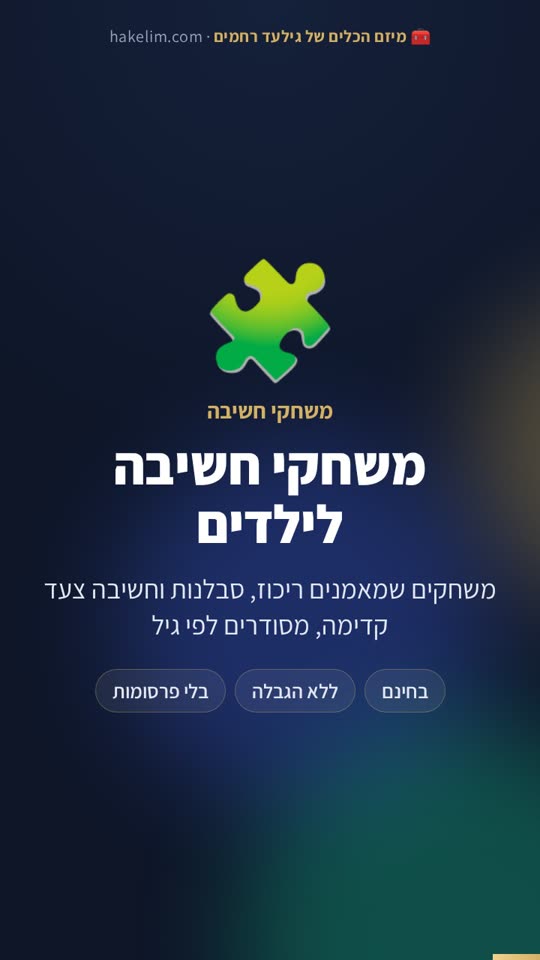 🧰 מיזם הכלים של גילעד רחמים · hakelim.com
משחקי חשיבה
משחקי חשיבה
לילדים
משחקים שמאמנים ריכוז, סבלנות וחשיבה צעד
קדימה, מסודרים לפי גיל
בחינם
ללא הגבלה
בלי פרסומות